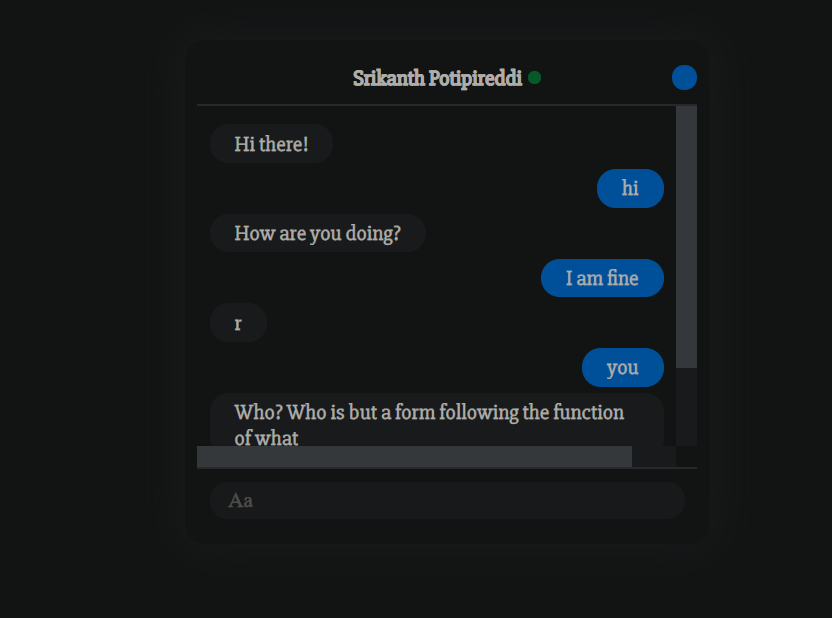 Srikanth Potipireddi
Hi there!
hi
How are you doing?
I am fine
r
you
Who? Who is but a form following the function
of what
Aa